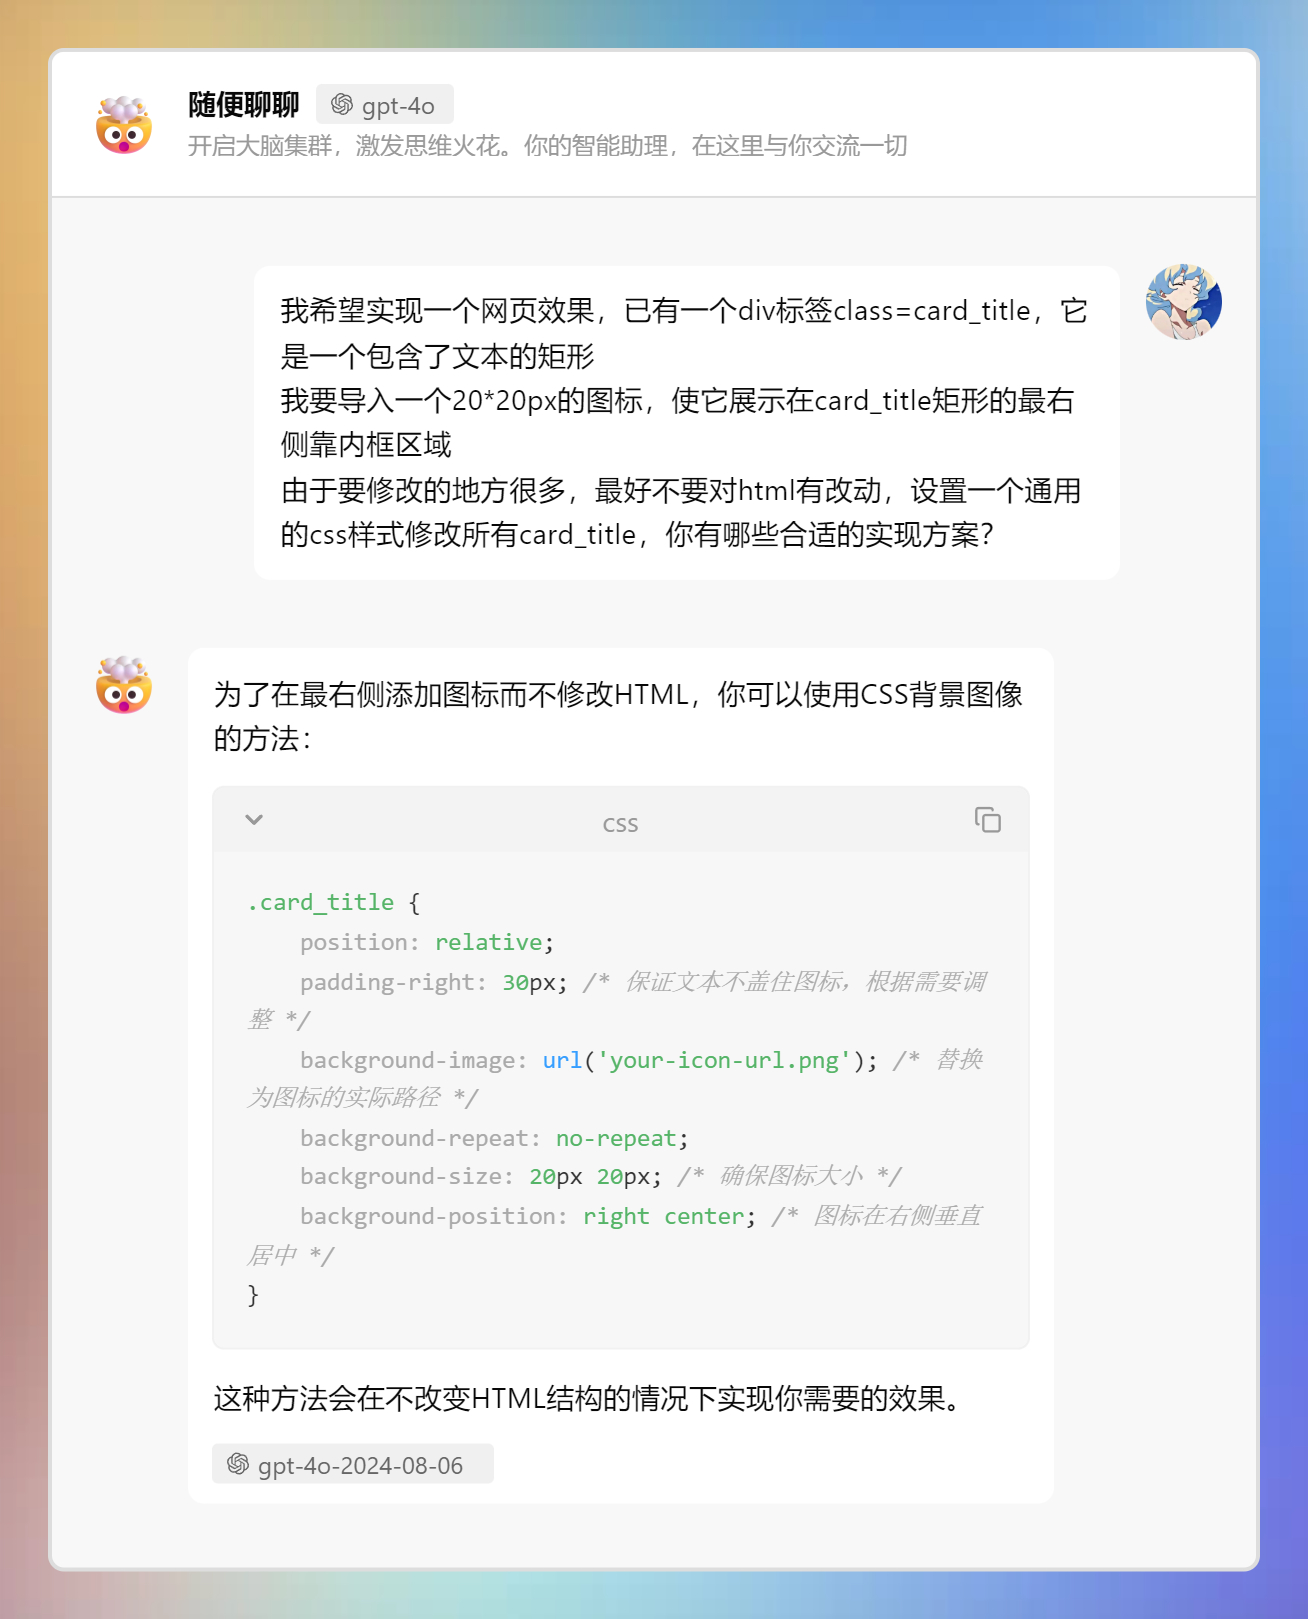 随便聊聊 gpt-4o
开启大脑集群，激发思维火花。你的智能助理，在这里与你交流一切
我希望实现一个网页效果，已有一个div标签class=card_title，它
是一个包含了文本的矩形
我要导入一个20*20px的图标，使它展示在card_title矩形的最右
侧靠内框区域
由于要修改的地方很多，最好不要对html有改动，设置一个通用
的css样式修改所有card_title，你有哪些合适的实现方案？
为了在最右侧添加图标而不修改HTML，你可以使用CSS背景图像
的方法：
css
.card_title {
    position: relative;
    padding-right: 30px; /* 保证文本不盖住图标，根据需要调
整 */
    background-image: url('your-icon-url.png'); /* 替换
为图标的实际路径 */
    background-repeat: no-repeat;
    background-size: 20px 20px; /* 确保图标大小 */
    background-position: right center; /* 图标在右侧垂直
居中 */
}
这种方法会在不改变HTML结构的情况下实现你需要的效果。
gpt-4o-2024-08-06